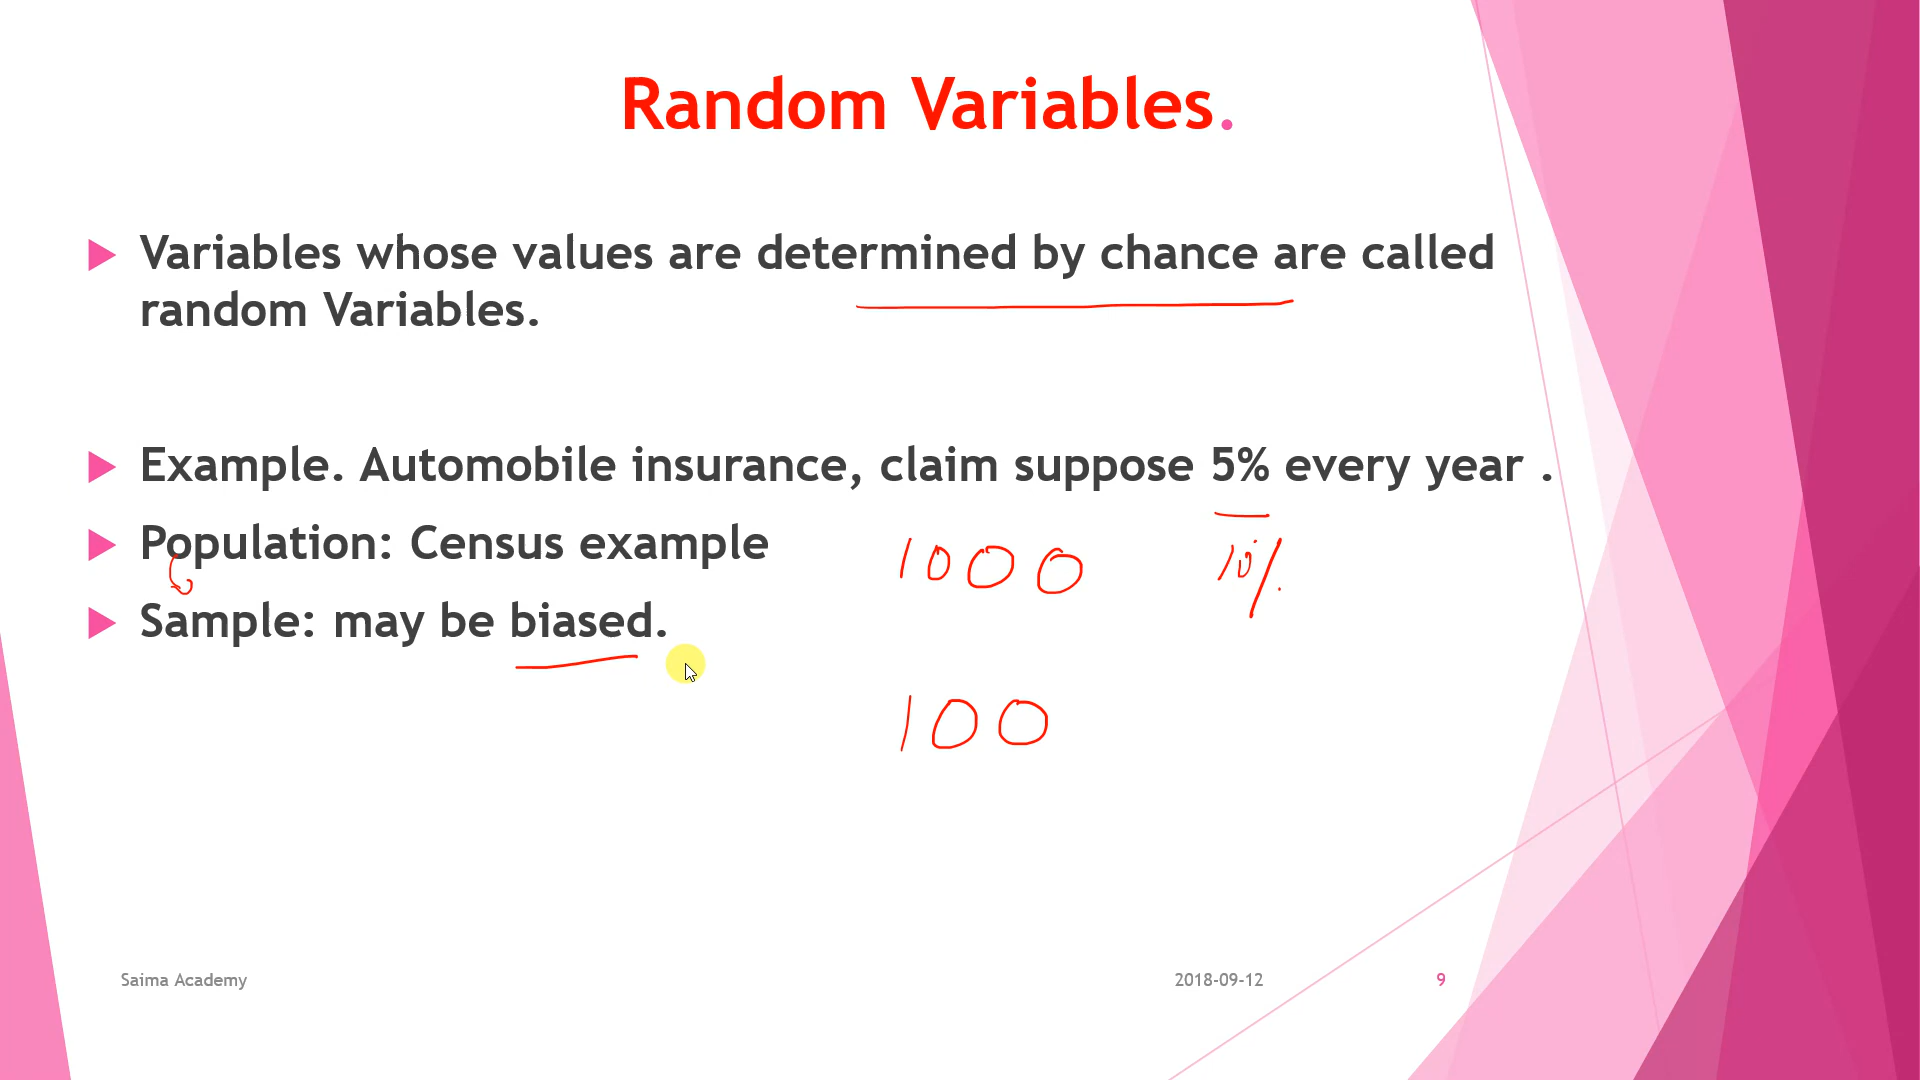 Random Variables.
Variables whose values are determined by chance are called
random Variables.
Example. Automobile insurance, claim suppose 5% every year .
Population: Census example
1000
10%
Sample: may be biased.
100
Saima Academy
2018-09-12
9